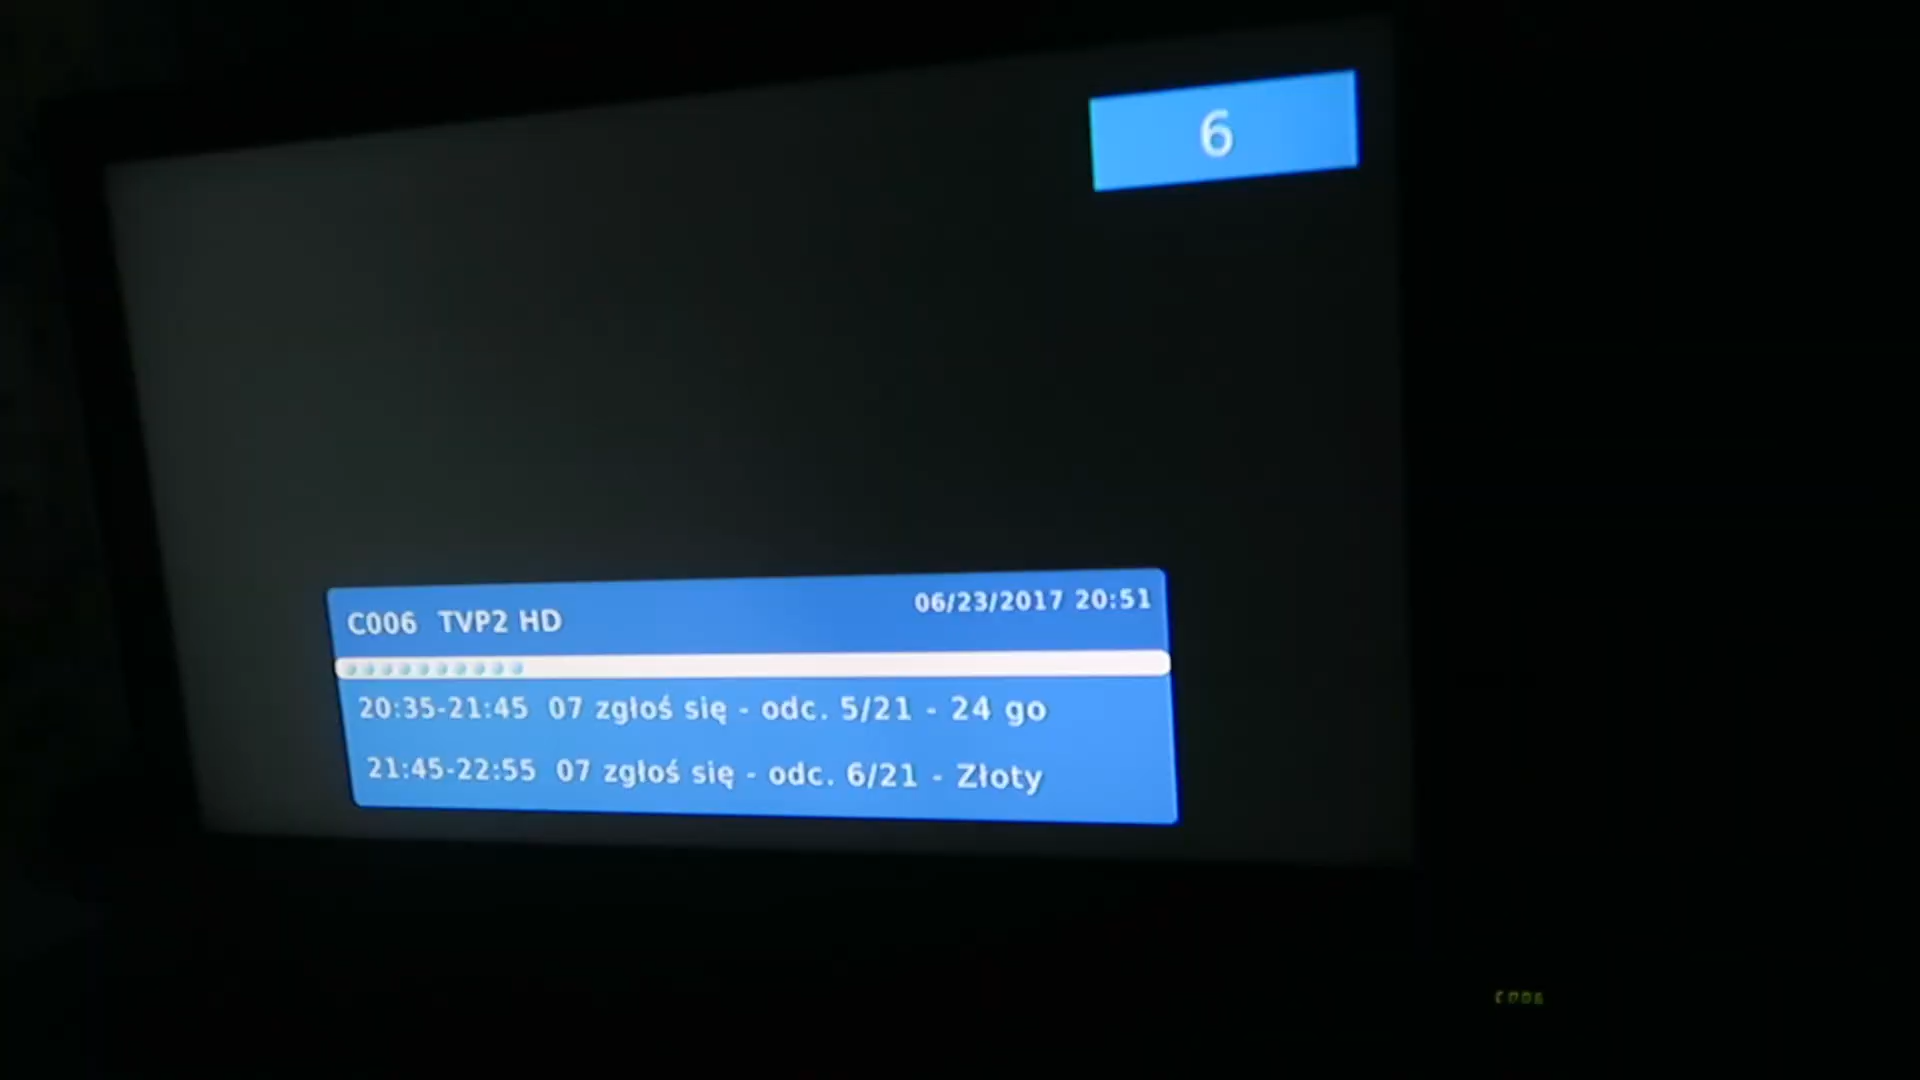 6
C006 TVP2 HD
06/23/2017 20:51
20:35-21:45 07 zgłoś się - odc. 5/21 - 24 go
21:45-22:55 07 zgłoś się - odc. 6/21 - Złoty
C006